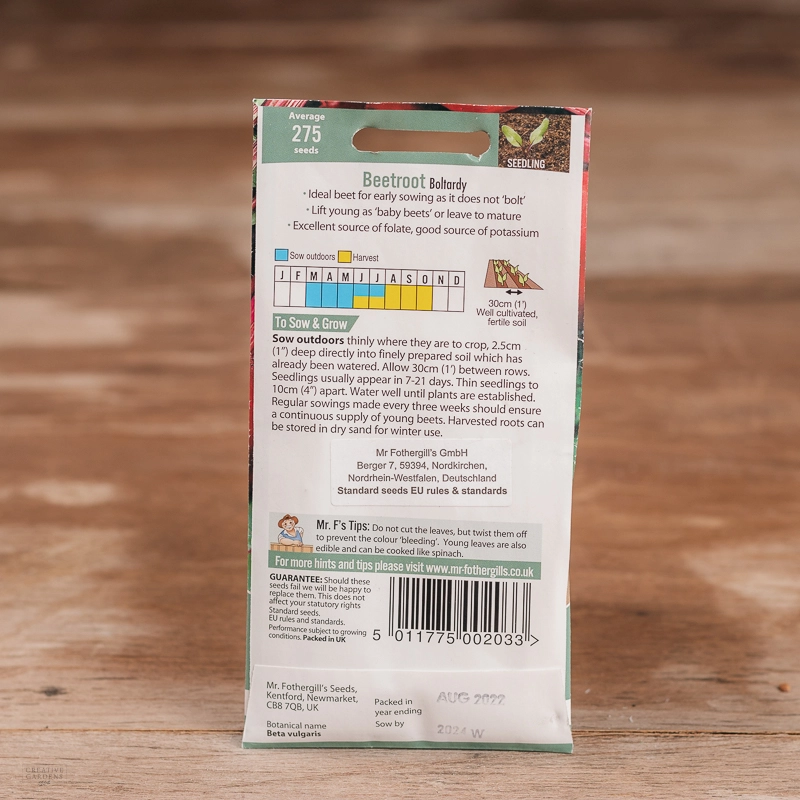 Average
275
seeds
SEEDLING
Beetroot Boltardy
• Ideal beet for early sowing as it does not 'bolt'
• Lift young as 'baby beets' or leave to mature
• Excellent source of folate, good source of potassium
Sow outdoors Harvest
J F M A M J J A S O N D
30cm (1')
Well cultivated,
fertile soil
To Sow & Grow
Sow outdoors thinly where they are to crop, 2.5cm
(1") deep directly into finely prepared soil which has
already been watered. Allow 30cm (1') between rows.
Seedlings usually appear in 7-21 days. Thin seedlings to
10cm (4") apart. Water well until plants are established.
Regular sowings made every three weeks should ensure
a continuous supply of young beets. Harvested roots can
be stored in dry sand for winter use.
Mr Fothergill's GmbH
Berger 7, 59394, Nordkirchen,
Nordrhein-Westfalen, Deutschland
Standard seeds EU rules & standards
Mr. F's Tips: Do not cut the leaves, but twist them off
to prevent the colour 'bleeding'. Young leaves are also
edible and can be cooked like spinach.
For more hints and tips please visit www.mr-fothergills.co.uk
GUARANTEE: Should these
seeds fail we will be happy to
replace them. This does not
affect your statutory rights
Standard seeds.
EU rules and standards.
Performance subject to growing
conditions. Packed in UK
5 011775 002033 >
Mr. Fothergill's Seeds,
Kentford, Newmarket,
CB8 7QB, UK
Botanical name
Beta vulgaris
Packed in
year ending
AUG 2022
Sow by
2024 W
CREATIVE
GARDENS